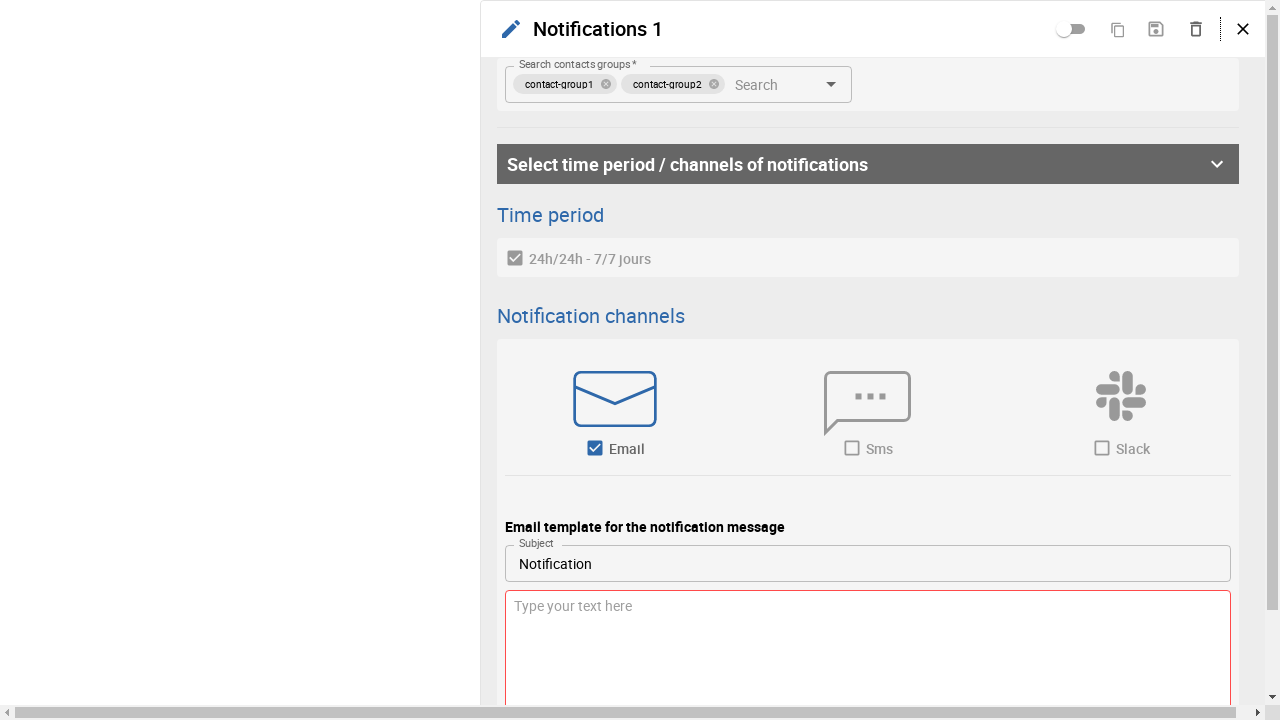 Notifications 1
Search contacts groups *
contact-group1
contact-group2
Search
Select time period / channels of notifications
Time period
24h/24h - 7/7 jours
Notification channels
Email
Sms
Slack
Email template for the notification message
Subject
Notification
Type your text here